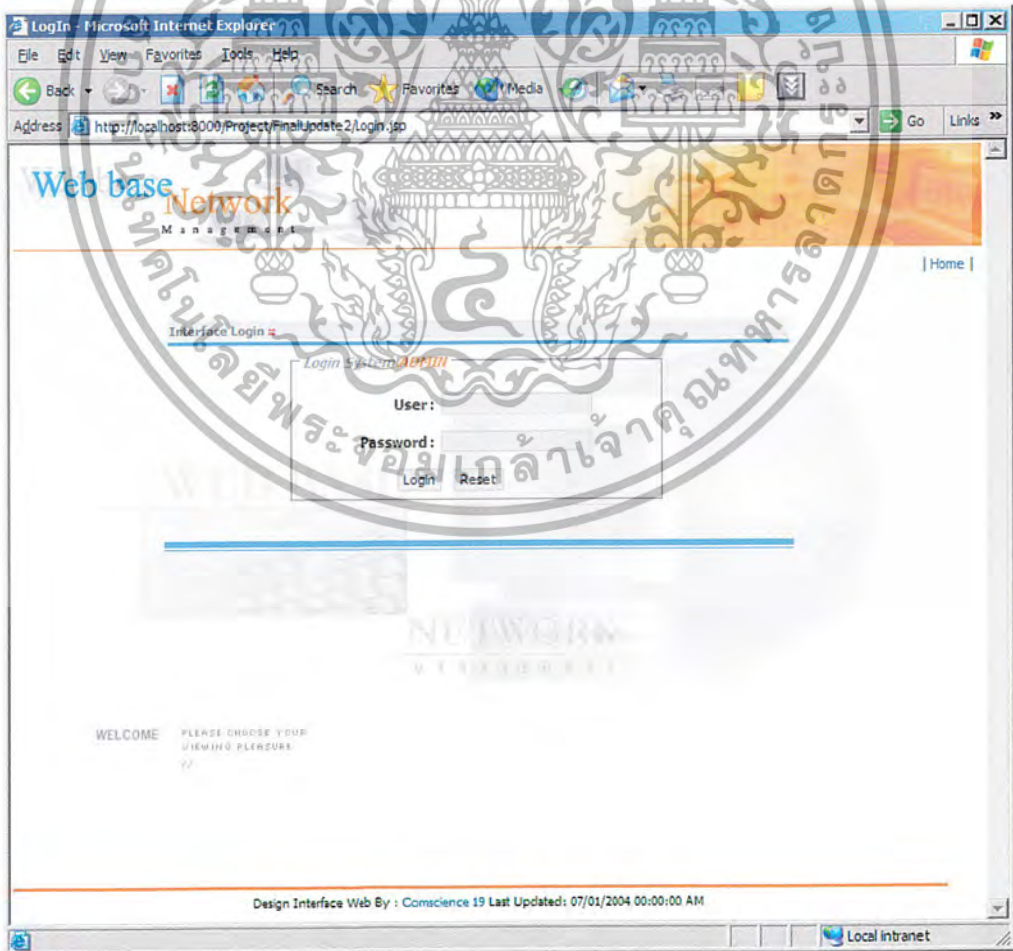 LogIn - Microsoft Internet Explorer
File Edit View Favorites Tools Help
Back Search Favorites Media
Address http://localhost:8000/Project/FinalUpdate2/Login.jsp Go Links »
Web base
Network
Management
| Home |
Interface Login ::
Login System ADMIN
User :
Password :
Login Reset
WEB
NETWORK
MANAGEMENT
WELCOME PLEASE CHOOSE YOUR
VIEWING PLEASURE
//
Design Interface Web By : Comscience 19 Last Updated: 07/01/2004 00:00:00 AM
Local intranet